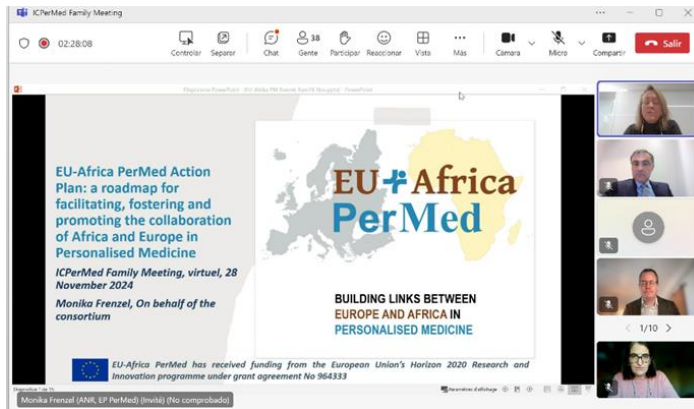 ICPerMed Family Meeting
02:28:08
Controlar
Separar
Chat
38
Gente
Participar
Reaccionar
Vista
Más
Cámara
Micro
Compartir
Salir
EU-Africa PerMed Action
Plan: a roadmap for
facilitating, fostering and
promoting the collaboration
of Africa and Europe in
Personalised Medicine
ICPerMed Family Meeting, virtuel, 28
November 2024
Monika Frenzel, On behalf of the
consortium
EU+Africa
PerMed
BUILDING LINKS BETWEEN
EUROPE AND AFRICA IN
PERSONALISED MEDICINE
EU-Africa PerMed has received funding from the European Union's Horizon 2020 Research and
Innovation programme under grant agreement No 964333
1/10
Paramètres d'affichage
Monika Frenzel (ANR, EP PerMed) (Invité) (No comprobado)